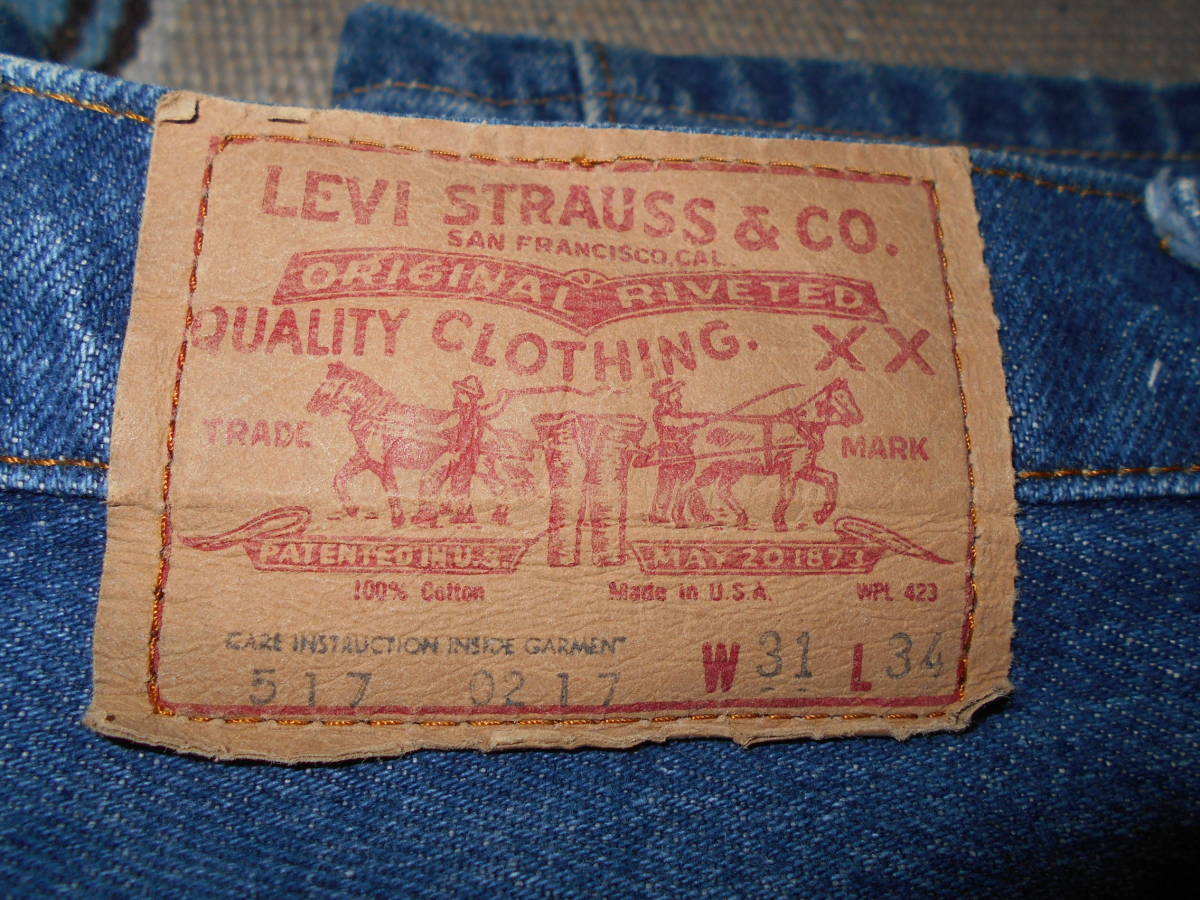 LEVI STRAUSS & CO.
SAN FRANCISCO, CAL.
ORIGINAL RIVETED
QUALITY CLOTHING. XX
TRADE MARK
PATENTED IN U.S. MAY 20 1873
100% Cotton Made in U.S.A. WPL 423
CARE INSTRUCTION INSIDE GARMENT
517 0217 W 31 L 34